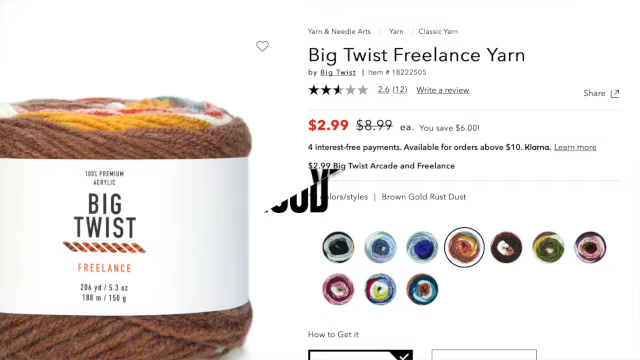 Yarn & Needle Arts / Yarn / Classic Yarn
Big Twist Freelance Yarn
by Big Twist | Item # 18222505
2.6 (12) Write a review
Share
$2.99 $8.99 ea. You save $6.00!
4 interest-free payments. Available for orders above $10. Klarna. Learn more
$2.99 Big Twist Arcade and Freelance
colors/styles | Brown Gold Rust Dust
How to Get it
100% PREMIUM
ACRYLIC
BIG
TWIST
FREELANCE
206 yd / 5.3 oz
188 m / 150 g